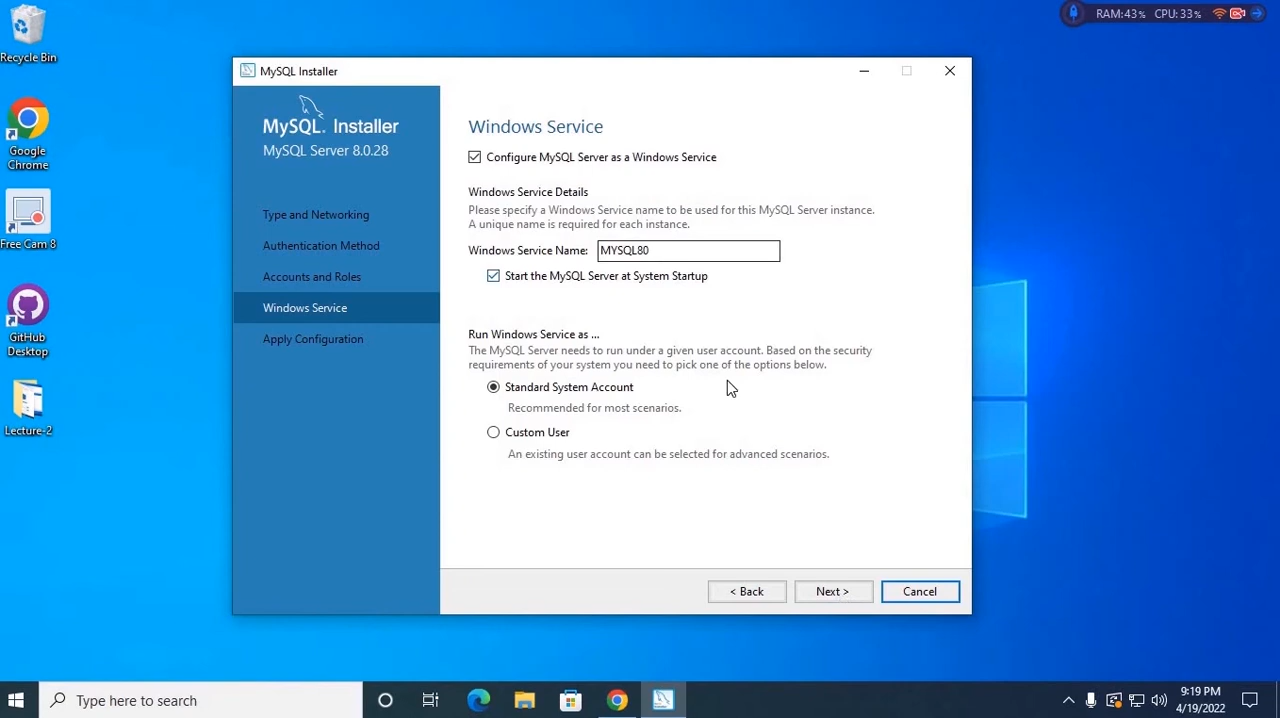 RAM:43% CPU:33%
Recycle Bin
Google
Chrome
Free Cam 8
GitHub
Desktop
Lecture-2
MySQL Installer
MySQL. Installer
MySQL Server 8.0.28
Type and Networking
Authentication Method
Accounts and Roles
Windows Service
Apply Configuration
Windows Service
Configure MySQL Server as a Windows Service
Windows Service Details
Please specify a Windows Service name to be used for this MySQL Server instance.
A unique name is required for each instance.
Windows Service Name: MYSQL80
Start the MySQL Server at System Startup
Run Windows Service as ...
The MySQL Server needs to run under a given user account. Based on the security
requirements of your system you need to pick one of the options below.
Standard System Account
Recommended for most scenarios.
Custom User
An existing user account can be selected for advanced scenarios.
< Back
Next >
Cancel
Type here to search
9:19 PM
4/19/2022